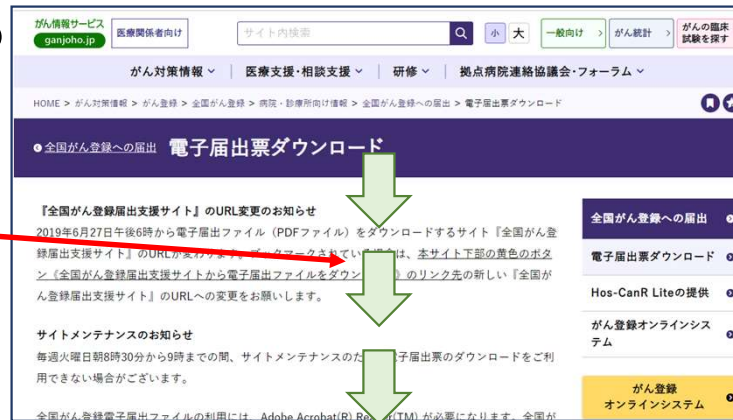 がん情報サービス
ganjoho.jp
医療関係者向け
サイト内検索
小 大
一般向け
がん統計
がんの臨床
試験を探す
がん対策情報
医療支援・相談支援
研修
拠点病院連絡協議会・フォーラム
HOME > がん対策情報 > がん登録 > 全国がん登録 > 病院・診療所向け情報 > 全国がん登録への届出 > 電子届出票ダウンロード
全国がん登録への届出 電子届出票ダウンロード
『全国がん登録届出支援サイト』のURL変更のお知らせ
2019年6月27日午後6時から電子届出ファイル（PDFファイル）をダウンロードするサイト『全国がん登
録届出支援サイト』のURLが変わります。ブックマークされている場合は、本サイト下部の黄色のボタ
ン《全国がん登録届出支援サイトから電子届出ファイルをダウン 》のリンク先の新しい『全国が
ん登録届出支援サイト』のURLへの変更をお願いします。
サイトメンテナンスのお知らせ
毎週火曜日朝8時30分から9時までの間、サイトメンテナンスのた 子届出票のダウンロードをご利
用できない場合がございます。
全国がん登録電子届出ファイルの利用には、Adobe Acrobat(R) (TM) が必要になります。全国が
全国がん登録への届出
電子届出票ダウンロード
Hos-CanR Liteの提供
がん登録オンラインシス
テム
がん登録
オンラインシステム